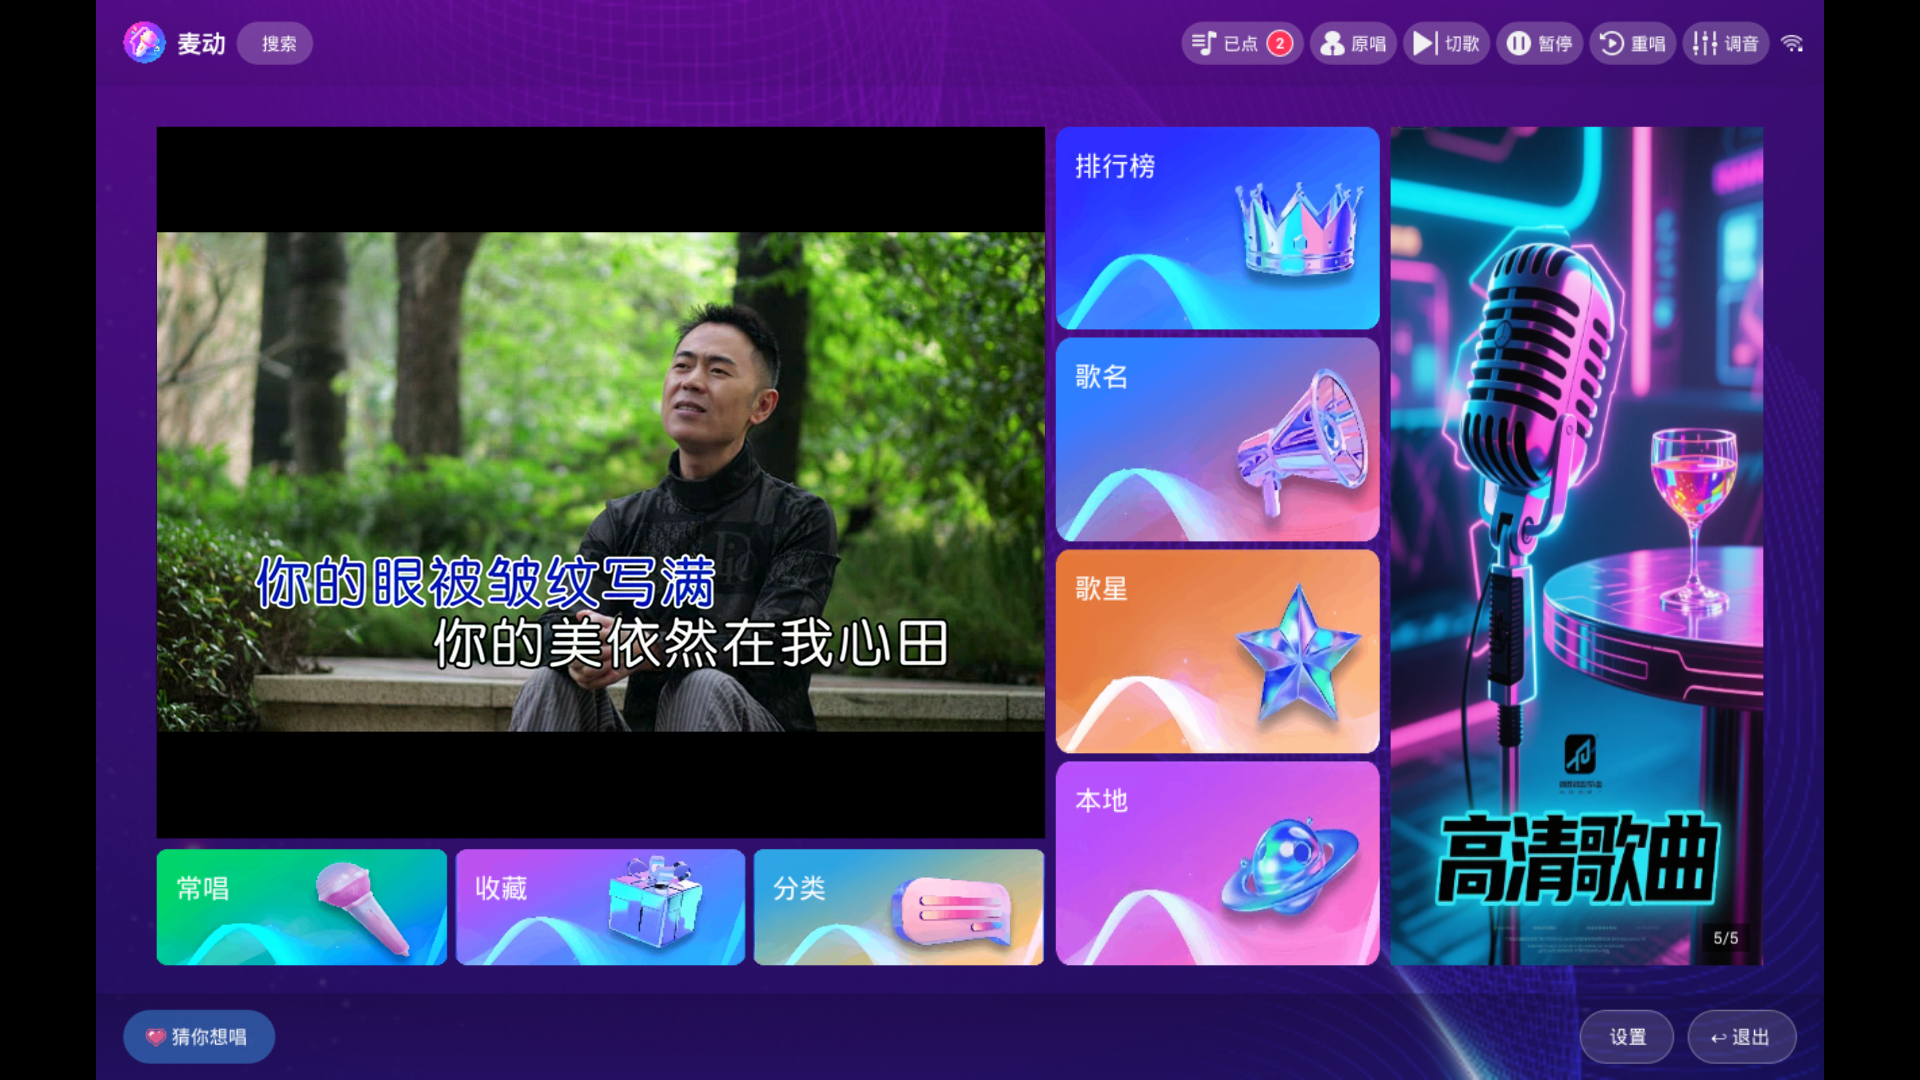 麦动
搜索
已点 2
原唱
切歌
暂停
重唱
调音
你的眼被皱纹写满
你的美依然在我心田
排行榜
歌名
歌星
本地
常唱
收藏
分类
高清歌曲
5/5
猜你想唱
设置
退出